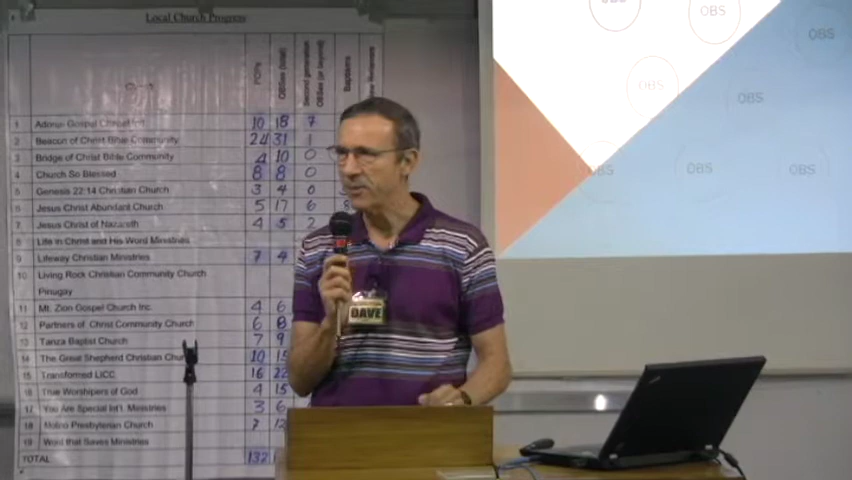 Local Church Progress
POPs
OBSes (total)
Second generation
OBSes (or beyond)
Baptisms
1 Adonai Gospel 10 18 7
2 Beacon of Christ Bible Community 24 31 1
3 Bridge of Christ Bible Community 4 10 0
4 Church So Blessed 8 8 0
5 Genesis 22:14 Christian Church 3 4 0
6 Jesus Christ Abundant Church 5 17 6 8
7 Jesus Christ of Nazareth 4 5 2
8 Life in Christ and His Word Ministries
9 Lifeway Christian Ministries 7 4
10 Living Rock Christian Community Church
Pinugay
11 Mt. Zion Gospel Church Inc 4 6
12 Partners of Christ Community Church 6 8
13 Tanza Baptist Church 7 9
14 The Great Shepherd Christian Church 10 15
15 Transformed LICC 16 22
16 True Worshipers of God 4 15
17 You Are Special Int'l. Ministries 3 6
18 Molino Presbyterian Church 7 12
19 Word that Saves Ministries
TOTAL 132
DAVE
OBS
OBS
OBS
OBS
OBS
OBS
OBS
OBS